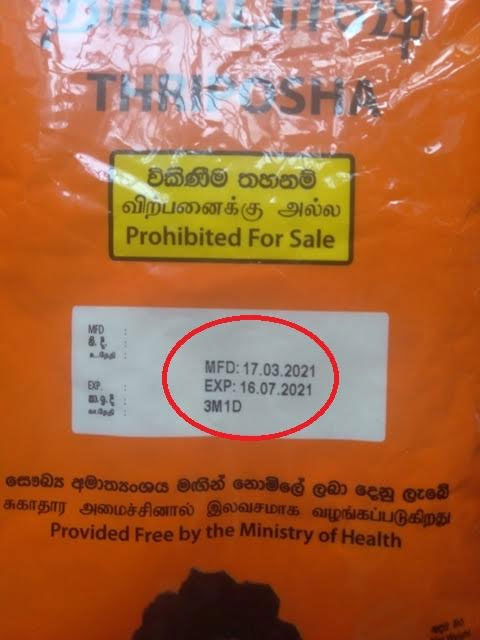 THRIPOSHA
විකිණීම තහනම්
விற்பனைக்கு அல்ல
Prohibited For Sale
MFD :
නි. දි. :
உ.தேதி :
MFD: 17.03.2021
EXP: 16.07.2021
3M1D
EXP. :
கா.தேதி :
සෞඛ්‍ය අමාත්‍යංශය මඟින් නොමිලේ ලබා දෙනු ලැබේ
சுகாதார அமைச்சினால் இலவசமாக வழங்கப்படுகிறது
Provided Free by the Ministry of Health